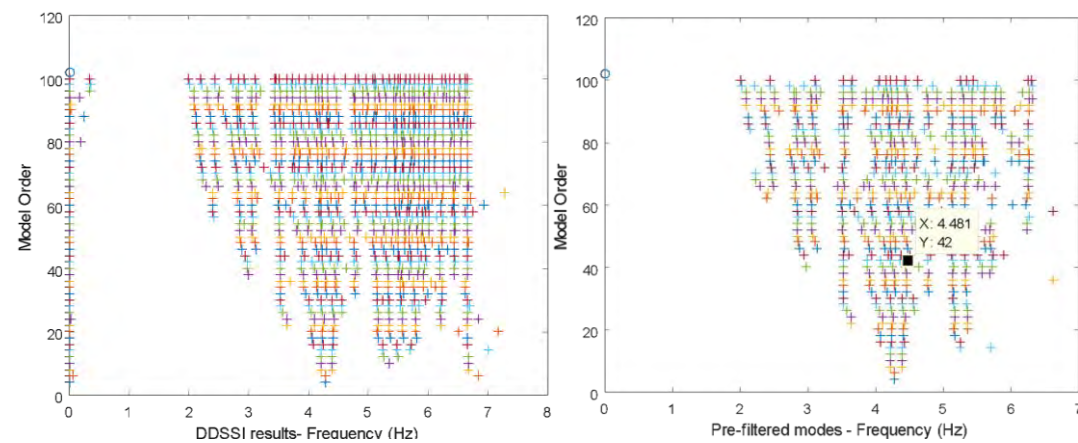 120
100
80
60
40
20
0
Model Order
0 1 2 3 4 5 6 7 8
DDSSI results- Frequency (Hz)
120
100
80
60
40
20
0
Model Order
X: 4.481
Y: 42
0 1 2 3 4 5 6 7
Pre-filtered modes - Frequency (Hz)